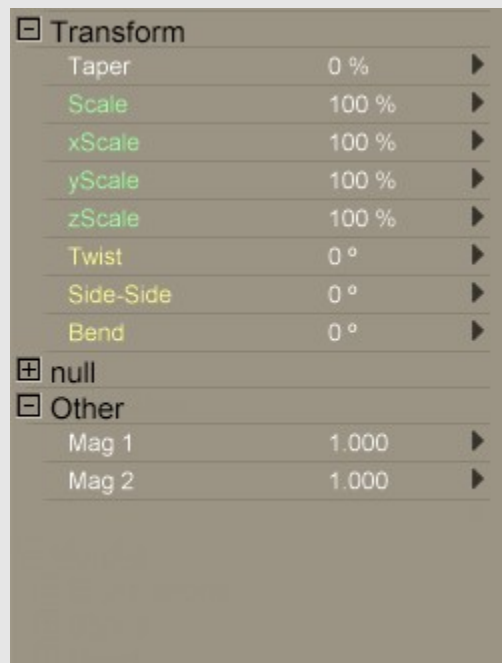 Transform
Taper 0 %
Scale 100 %
xScale 100 %
yScale 100 %
zScale 100 %
Twist 0 º
Side-Side 0 º
Bend 0 º
null
Other
Mag 1 1.000
Mag 2 1.000